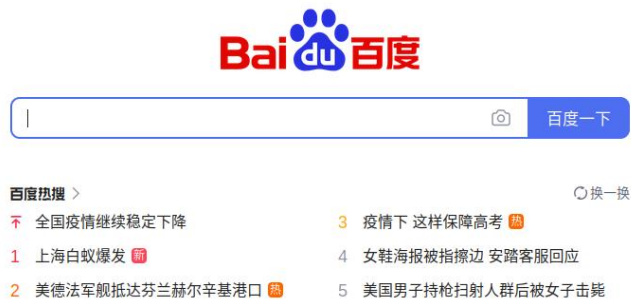 Bai du 百度
百度一下
百度热搜 >
换一换
全国疫情继续稳定下降
1 上海白蚁爆发 新
2 美德法军舰抵达芬兰赫尔辛基港口 热
3 疫情下 这样保障高考 热
4 女鞋海报被指擦边 安踏客服回应
5 美国男子持枪扫射人群后被女子击毙